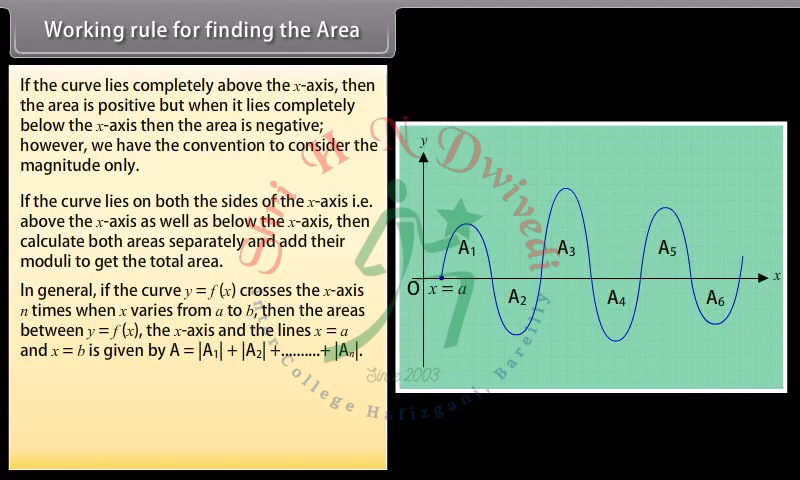 Working rule for finding the Area
If the curve lies completely above the x-axis, then
the area is positive but when it lies completely
below the x-axis then the area is negative;
however, we have the convention to consider the
magnitude only.
If the curve lies on both the sides of the x-axis i.e.
above the x-axis as well as below the x-axis, then
calculate both areas separately and add their
moduli to get the total area.
In general, if the curve y = f (x) crosses the x-axis
n times when x varies from a to b, then the areas
between y = f (x), the x-axis and the lines x = a
and x = b is given by A = |A₁| + |A₂| +..........+ |Aₙ|.
y
A₁
A₃
A₅
O x = a
x
A₂
A₄
A₆
Shri H N Dwivedi
Inter College Hafizganj, Bareilly
Since 2003